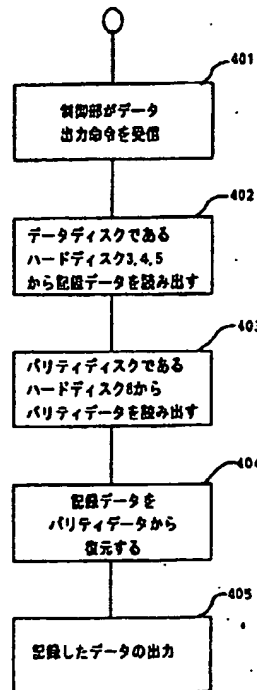 401
制御部がデータ
出力命令を受信
402
データディスクである
ハードディスク3,4,5
から記録データを読み出す
403
パリティディスクである
ハードディスク6から
パリティデータを読み出す
404
記録データを
パリティデータから
復元する
405
記録したデータの出力